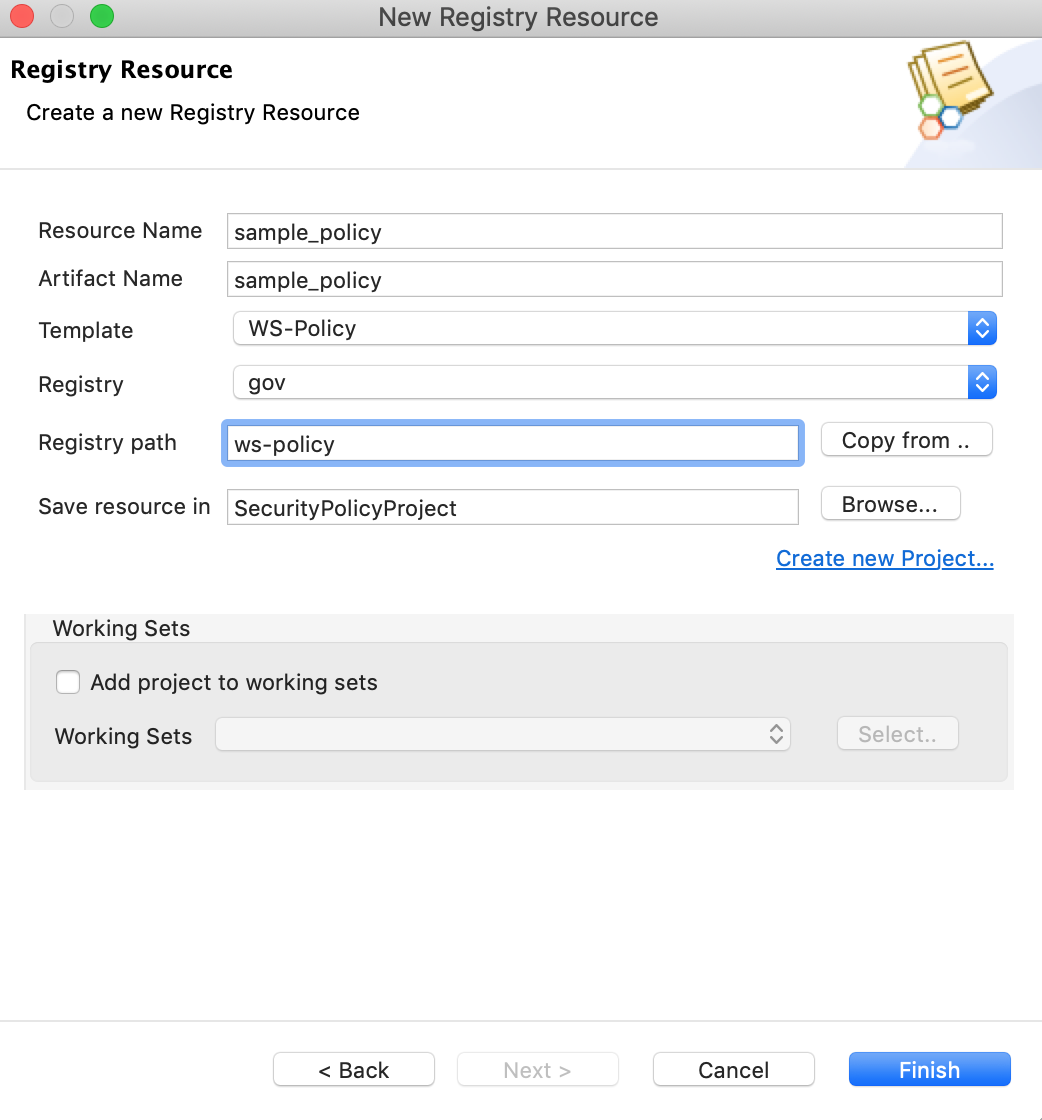 New Registry Resource
Registry Resource
Create a new Registry Resource
Resource Name sample_policy
Artifact Name sample_policy
Template WS-Policy
Registry gov
Registry path ws-policy Copy from ..
Save resource in SecurityPolicyProject Browse...
Create new Project...
Working Sets
Add project to working sets
Working Sets Select..
< Back Next > Cancel Finish